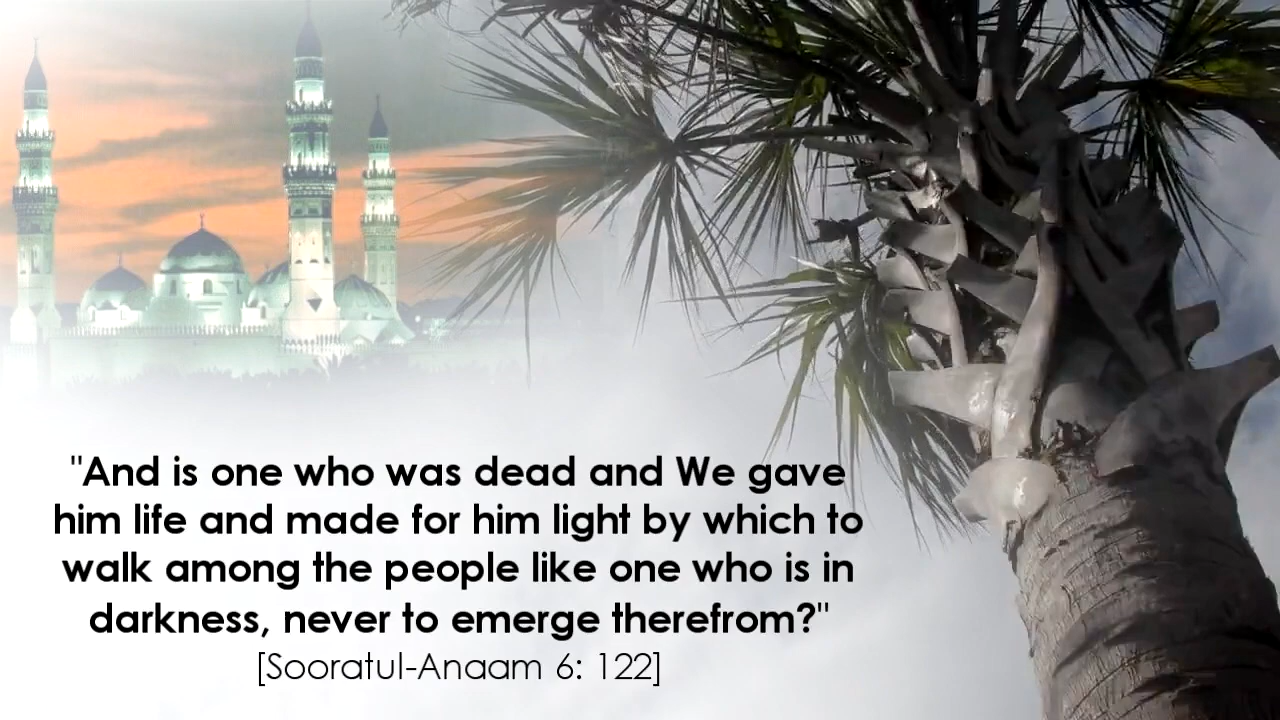 "And is one who was dead and We gave
him life and made for him light by which to
walk among the people like one who is in
darkness, never to emerge therefrom?"
[Sooratul-Anaam 6: 122]